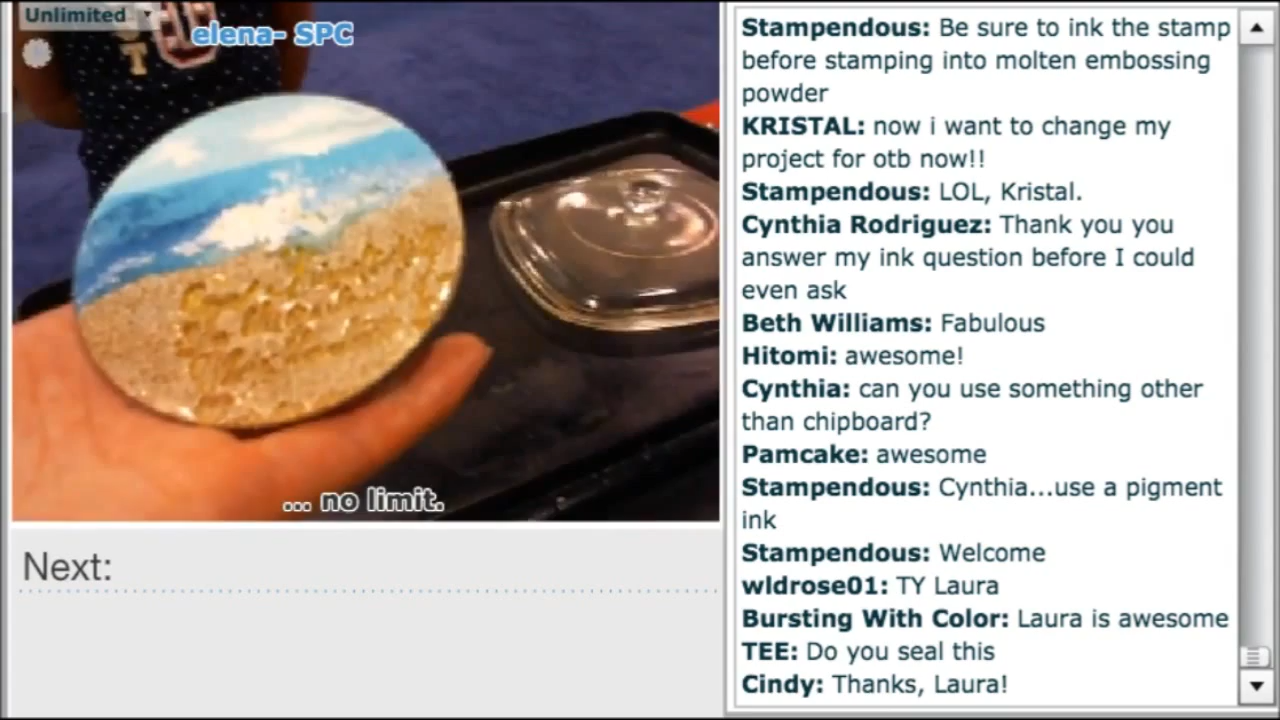 Unlimited
elena- SPC
... no limit.
Next:
Stampendous: Be sure to ink the stamp
before stamping into molten embossing
powder
KRISTAL: now i want to change my
project for otb now!!
Stampendous: LOL, Kristal.
Cynthia Rodriguez: Thank you you
answer my ink question before I could
even ask
Beth Williams: Fabulous
Hitomi: awesome!
Cynthia: can you use something other
than chipboard?
Pamcake: awesome
Stampendous: Cynthia...use a pigment
ink
Stampendous: Welcome
wldrose01: TY Laura
Bursting With Color: Laura is awesome
TEE: Do you seal this
Cindy: Thanks, Laura!